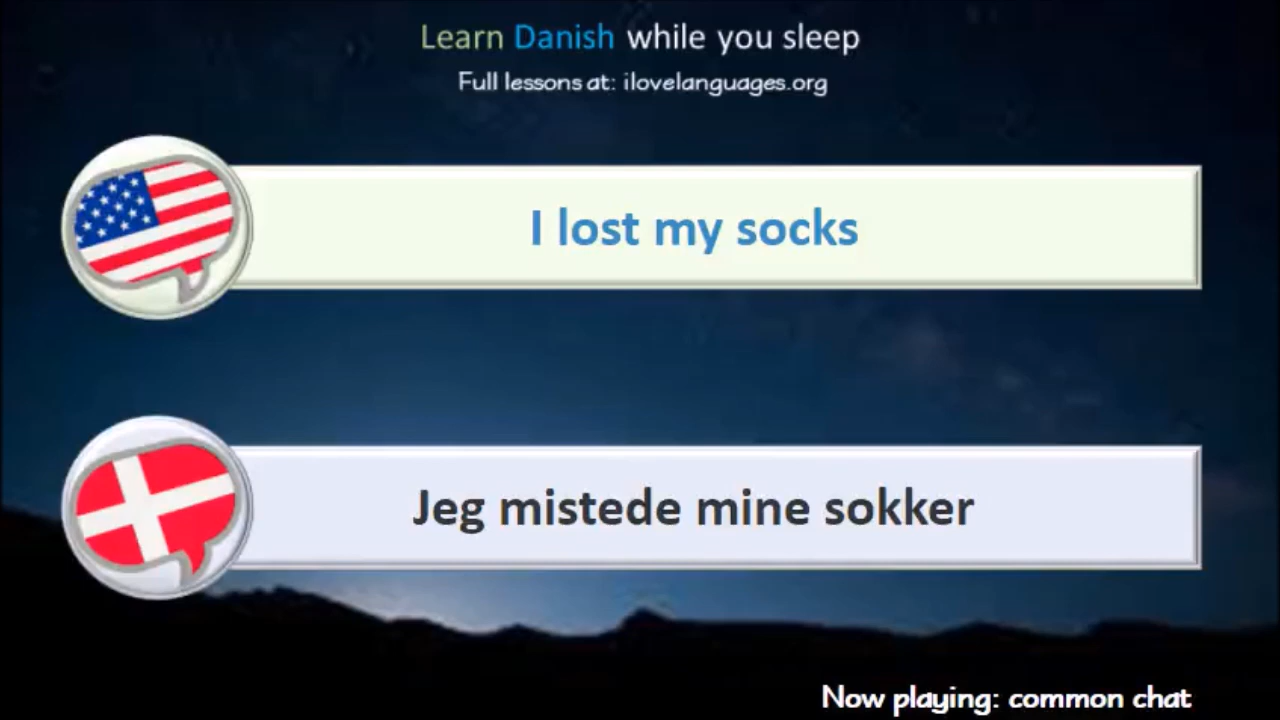 Learn Danish while you sleep
Full lessons at: ilovelanguages.org
I lost my socks
Jeg mistede mine sokker
Now playing: common chat